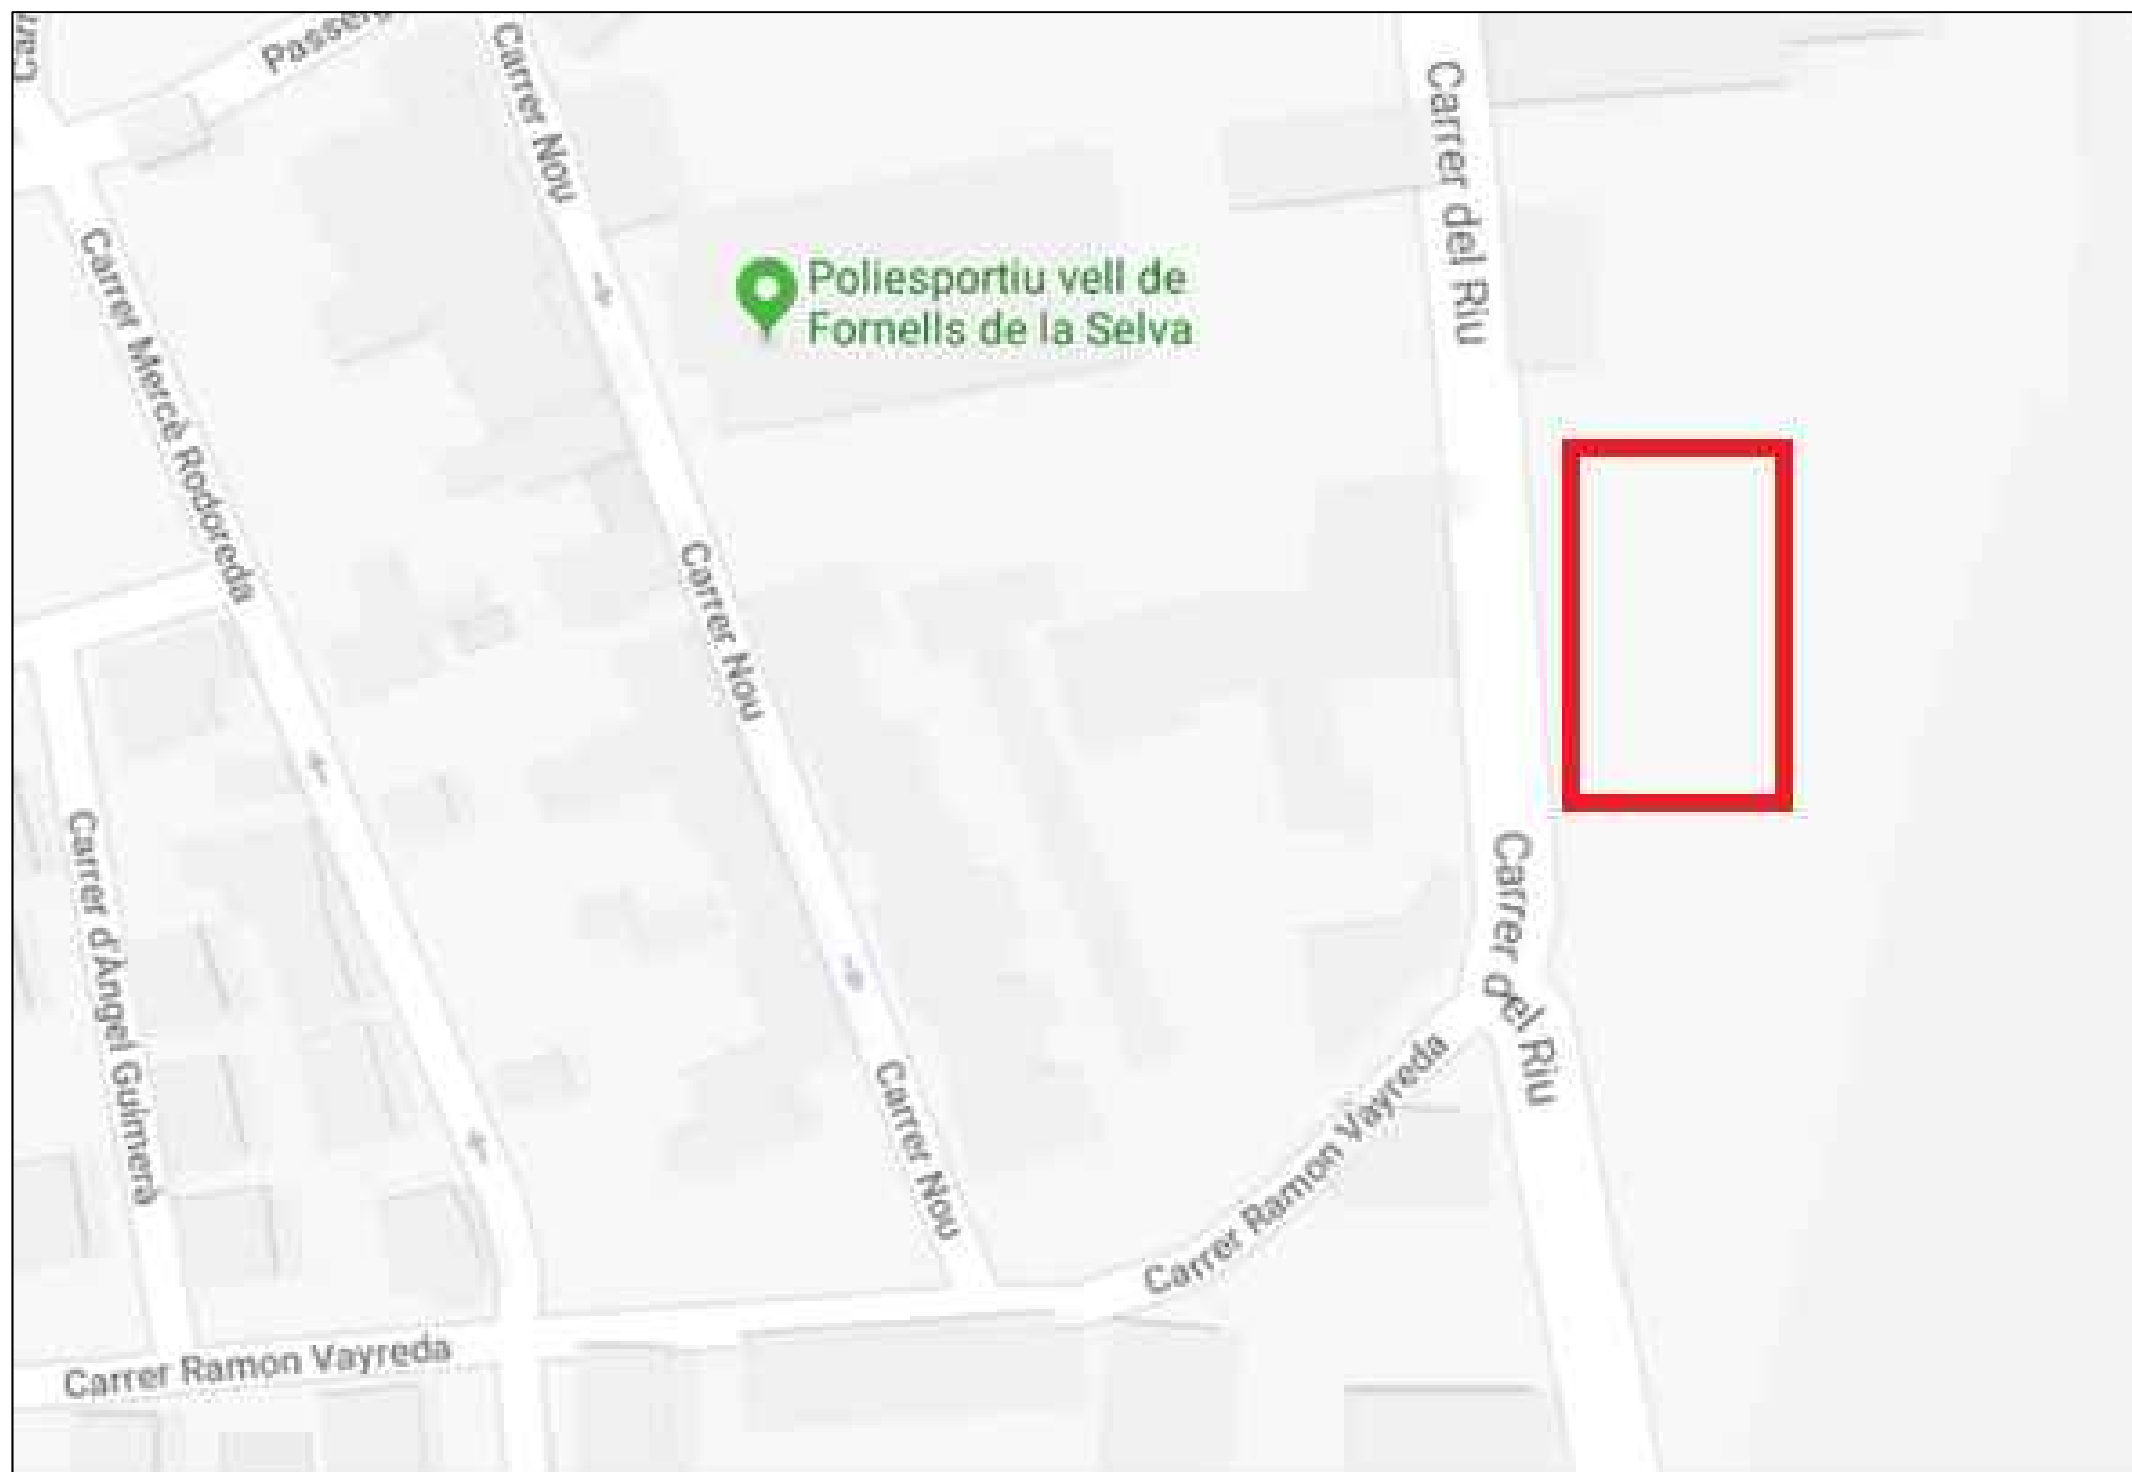 Carrer Nou
Carrer del Riu
Poliesportiu vell de
Fornells de la Selva
Carrer Mercè Rodoreda
Carrer Nou
Carrer d'Àngel Guimerà
Carrer del Riu
Carrer Nou
Carrer Ramon Vayreda
Carrer Ramon Vayreda